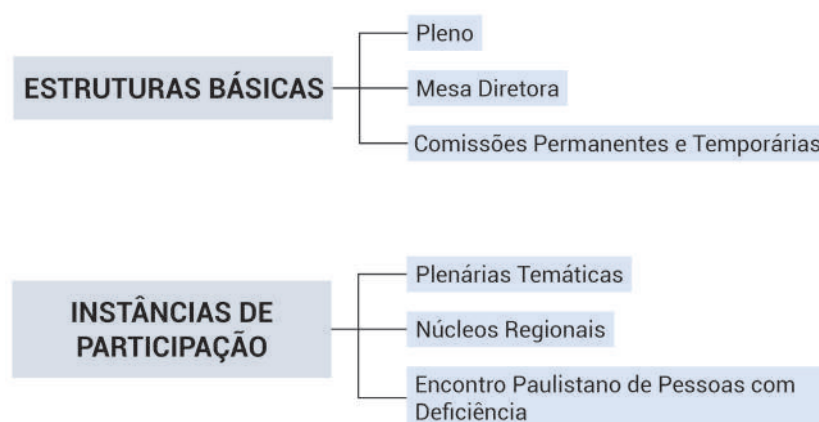 ESTRUTURAS BÁSICAS
Pleno
Mesa Diretora
Comissões Permanentes e Temporárias
INSTÂNCIAS DE
PARTICIPAÇÃO
Plenárias Temáticas
Núcleos Regionais
Encontro Paulistano de Pessoas com
Deficiência